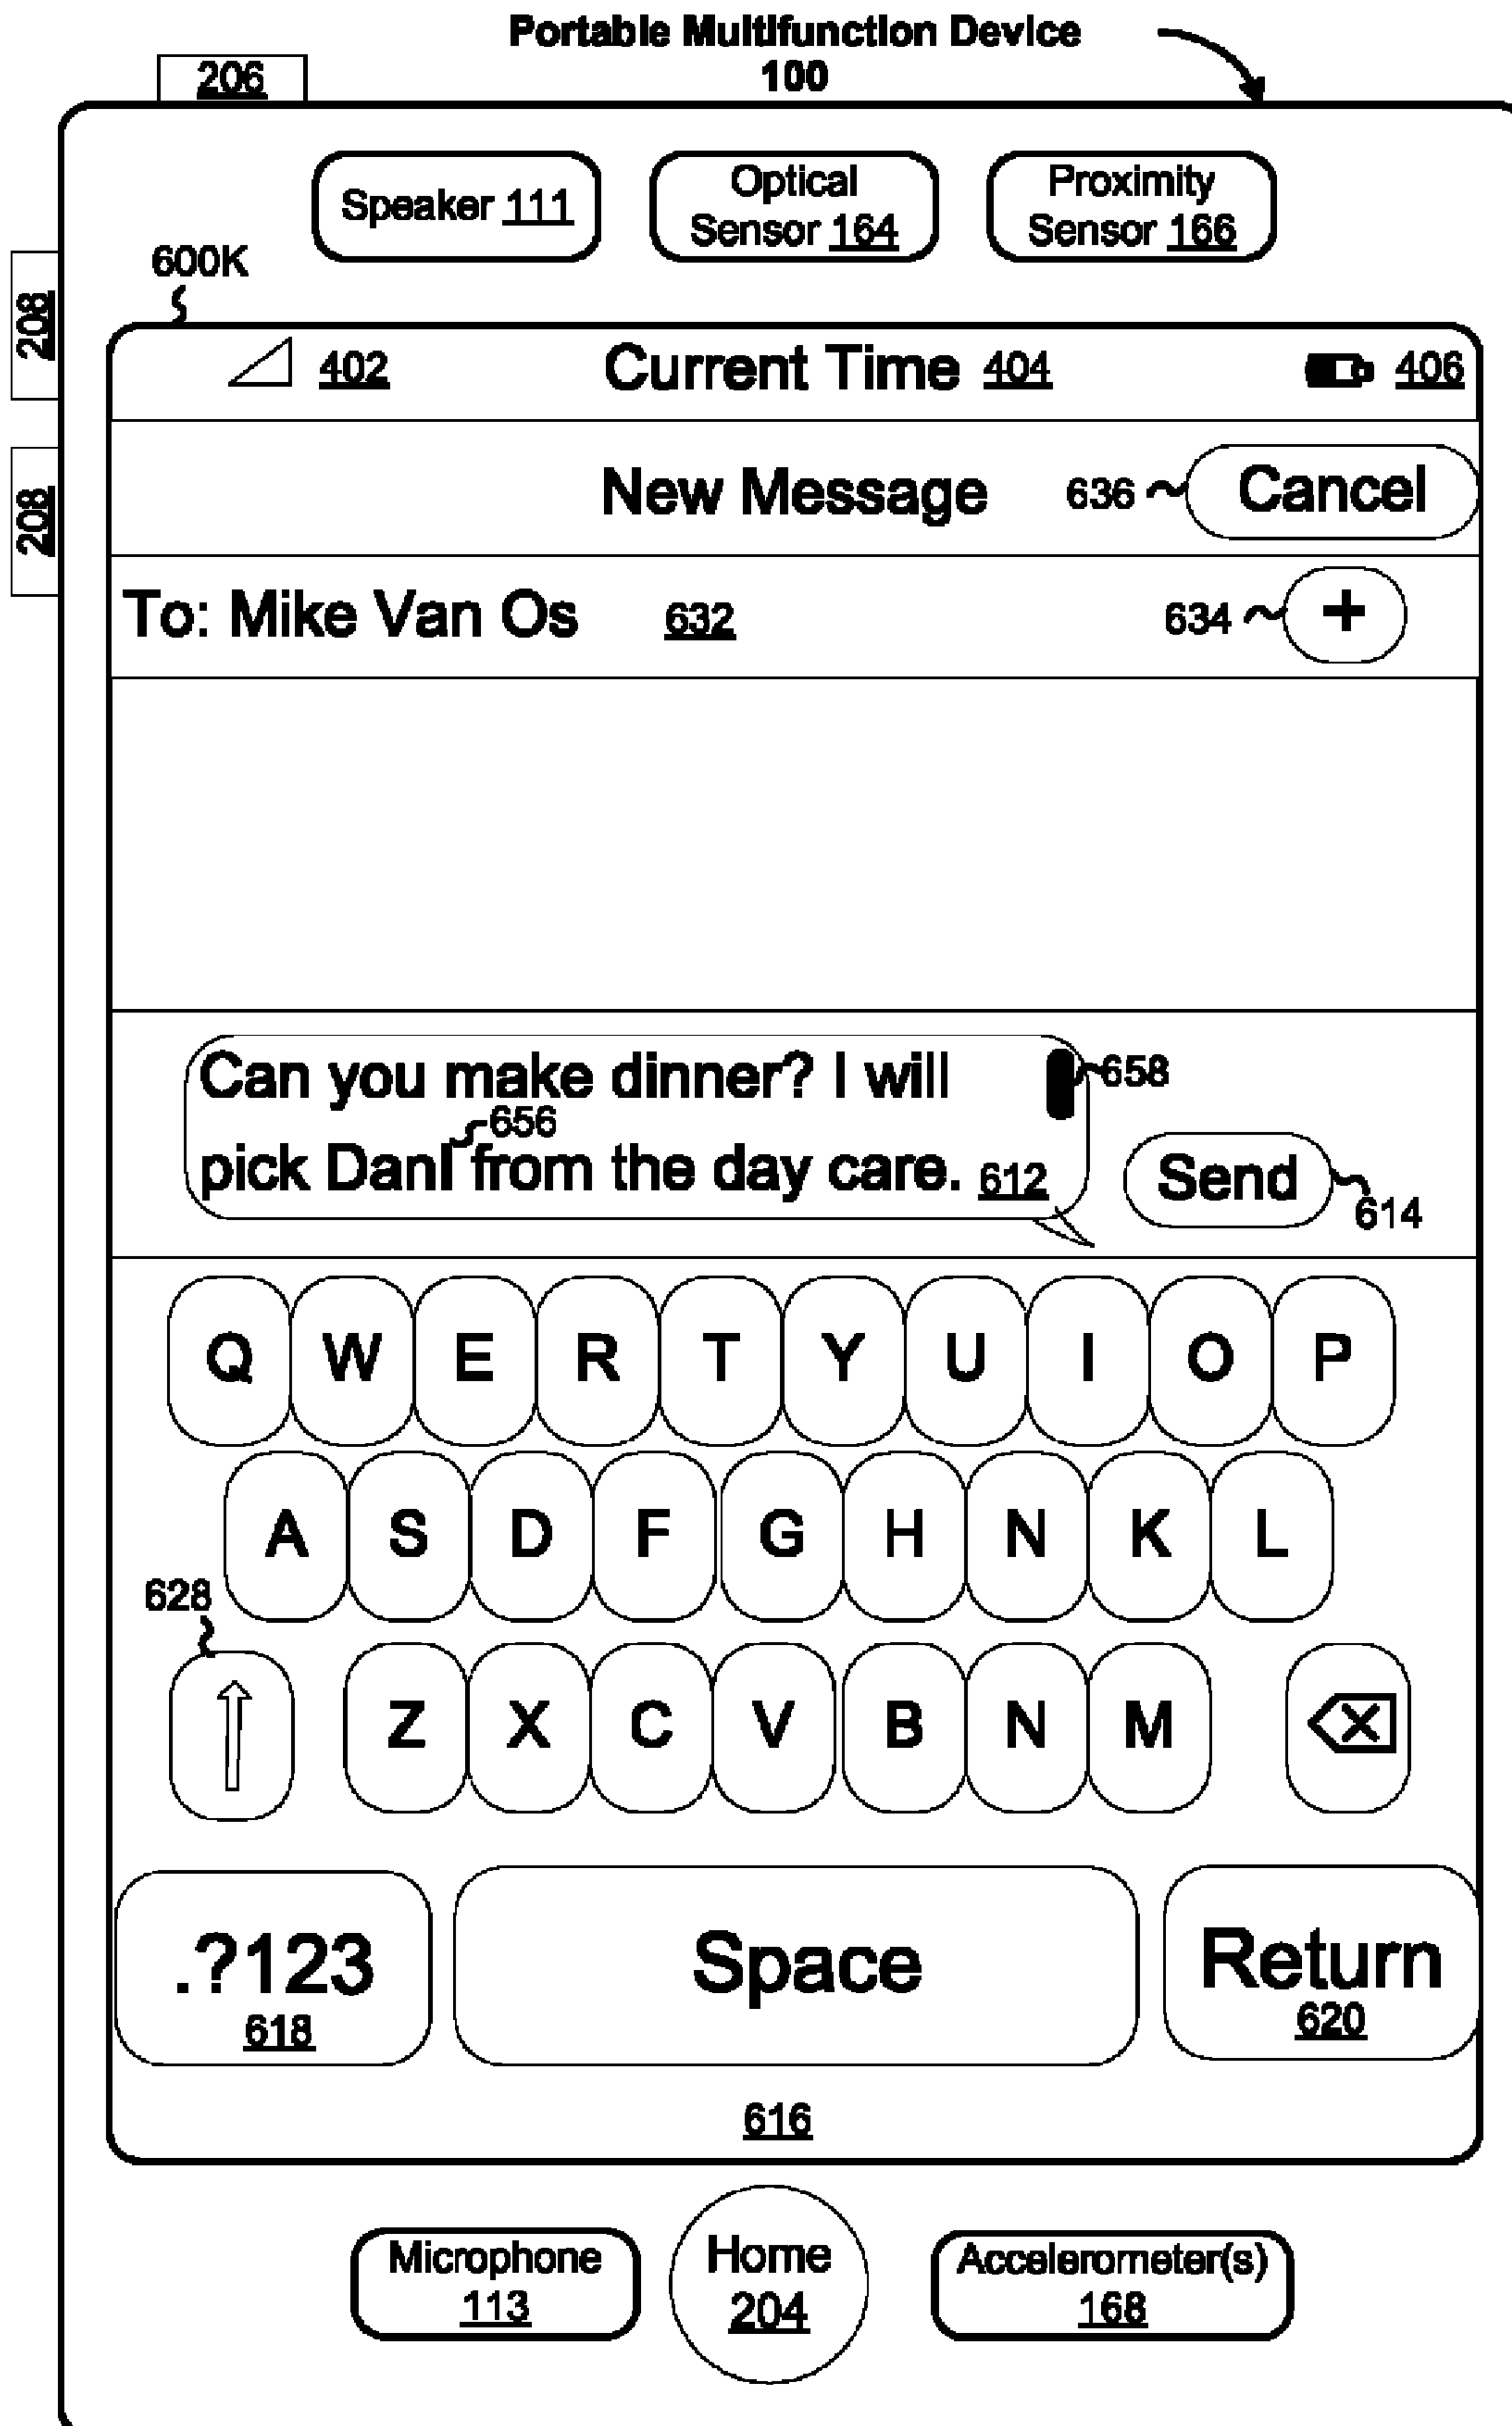 Portable Multifunction Device
100
206
Speaker 111
Optical
Sensor 164
Proximity
Sensor 166
208
208
600K
402 Current Time 404 406
New Message 636 Cancel
To: Mike Van Os 632 634 +
Can you make dinner? I will 658
656
pick DanI from the day care. 612
Send
614
Q W E R T Y U I O P
A S D F G H N K L
628
Z X C V B N M
.?123 Space Return
618 620
616
Microphone
113
Home
204
Accelerometer(s)
168